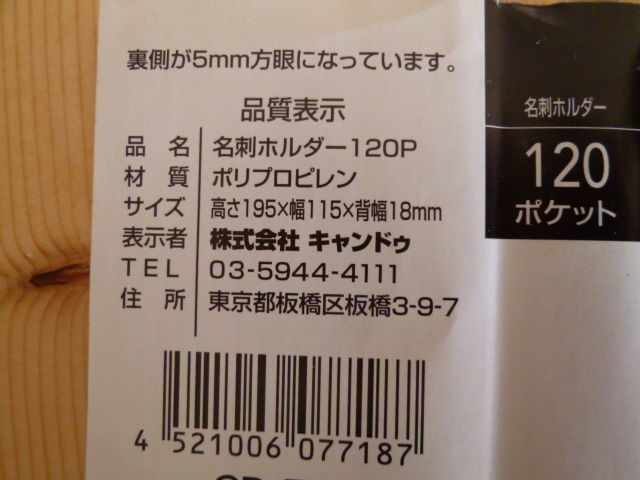 裏側が5mm方眼になっています。
品質表示
品　名　名刺ホルダー120P
材　質　ポリプロピレン
サイズ　高さ195×幅115×背幅18mm
表示者　株式会社 キャンドゥ
TEL　03-5944-4111
住　所　東京都板橋区板橋3-9-7
4 521006 077187
名刺ホルダー
120
ポケット